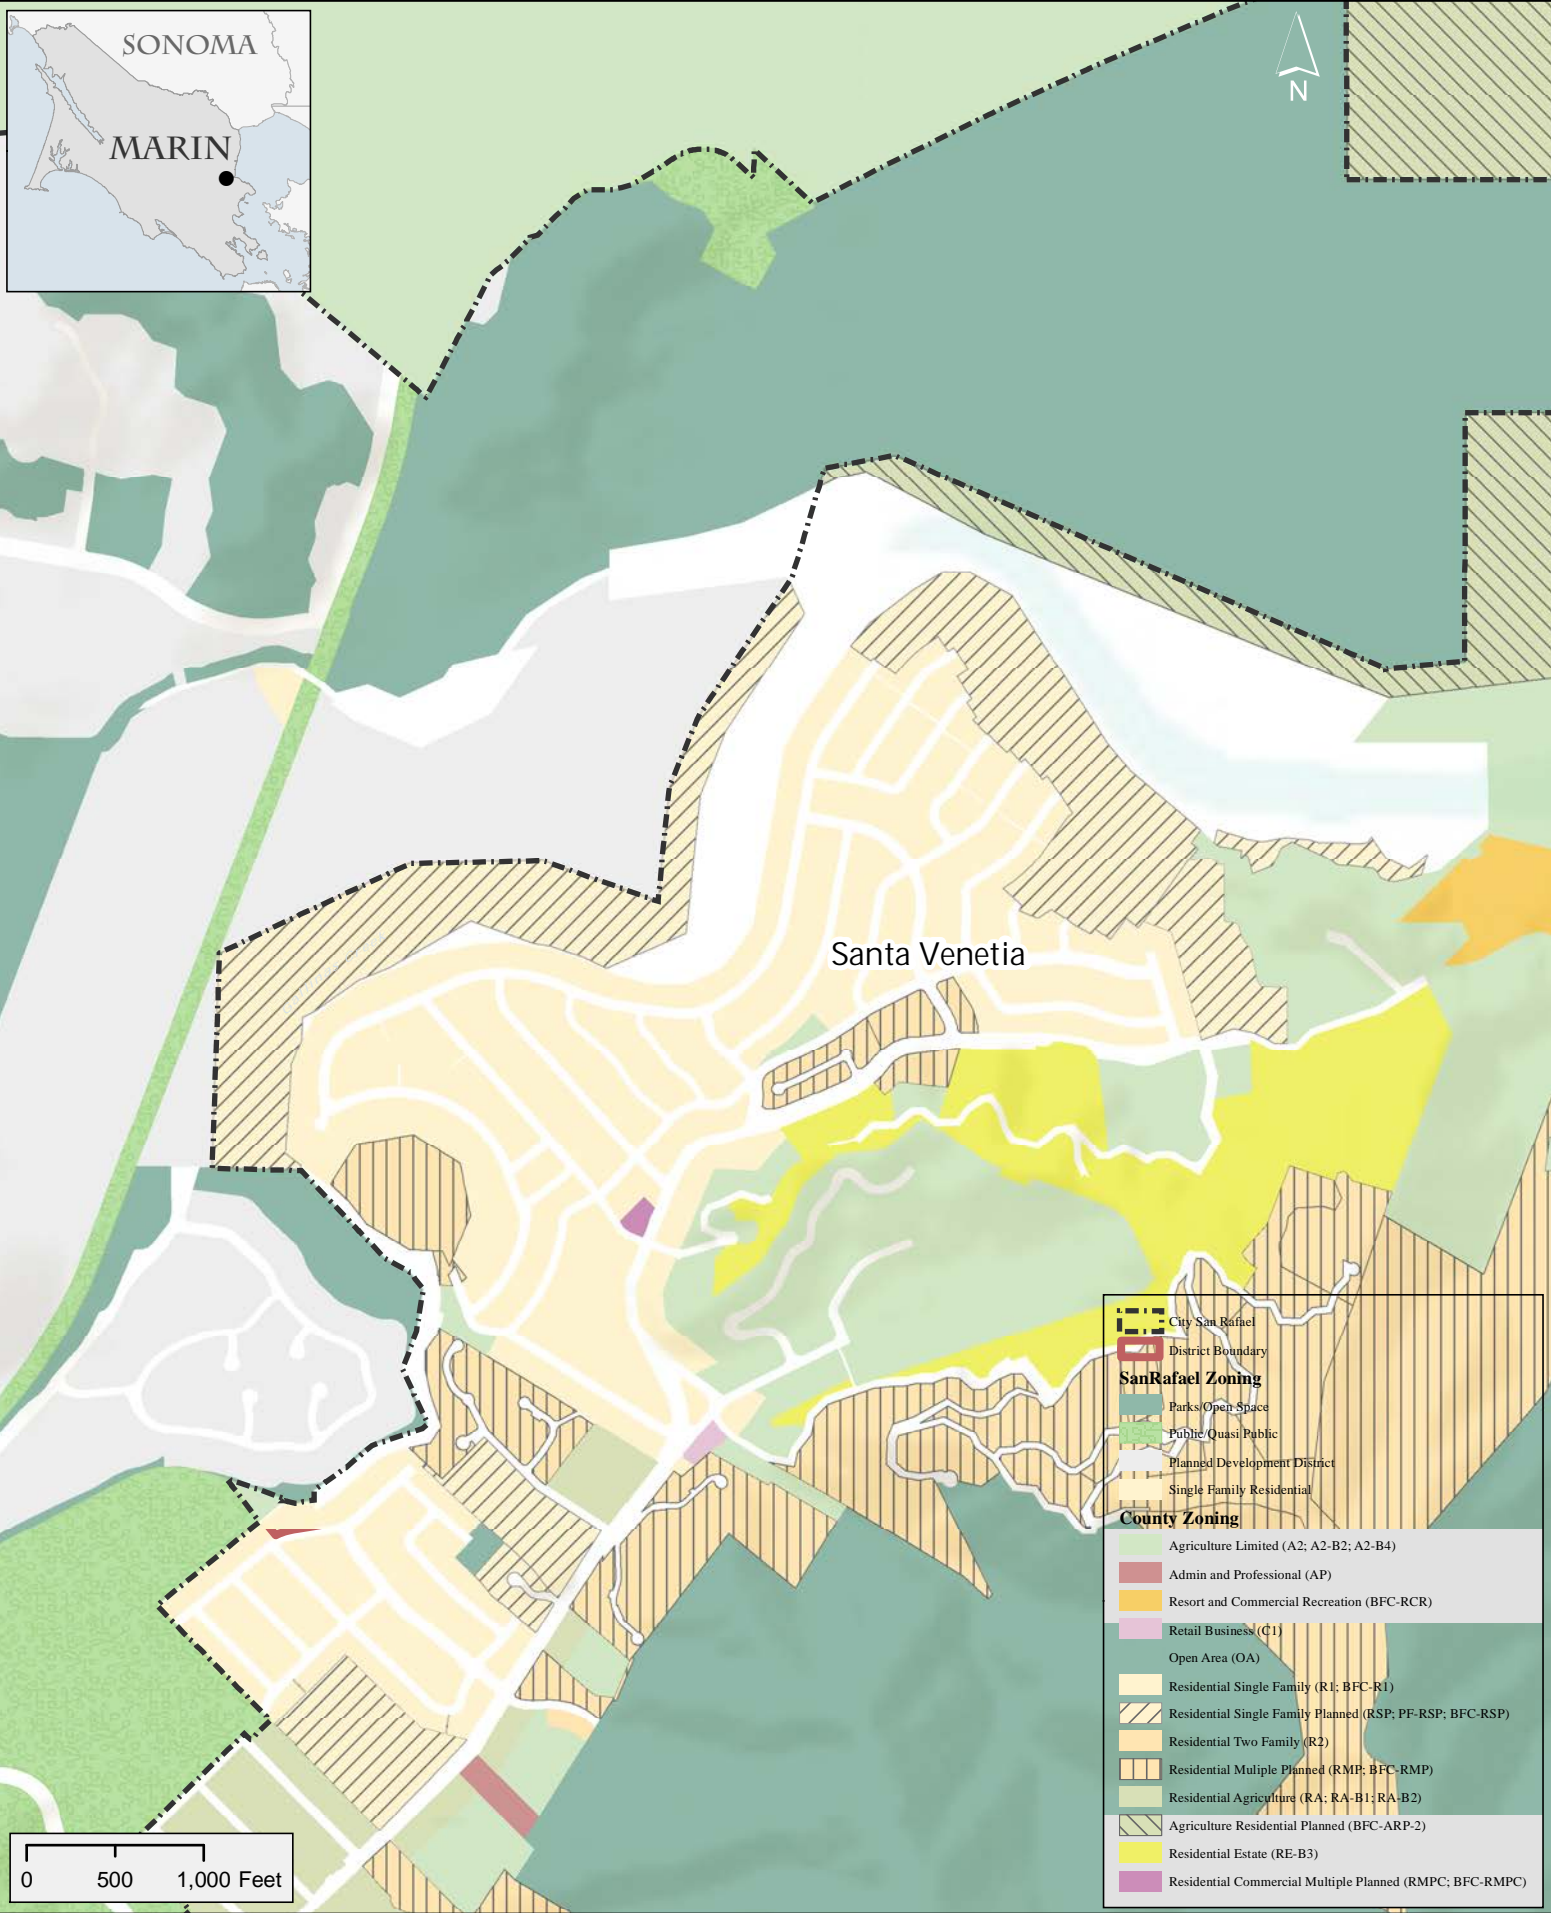 SONOMA
MARIN
N
Santa Venetia
City San Rafael
District Boundary
SanRafael Zoning
Parks/Open Space
Public/Quasi Public
Planned Development District
Single Family Residential
County Zoning
Agriculture Limited (A2; A2-B2; A2-B4)
Admin and Professional (AP)
Resort and Commercial Recreation (BFC-RCR)
Retail Business (C1)
Open Area (OA)
Residential Single Family (R1; BFC-R1)
Residential Single Family Planned (RSP; PF-RSP; BFC-RSP)
Residential Two Family (R2)
Residential Muliple Planned (RMP; BFC-RMP)
Residential Agriculture (RA; RA-B1; RA-B2)
Agriculture Residential Planned (BFC-ARP-2)
Residential Estate (RE-B3)
Residential Commercial Multiple Planned (RMPC; BFC-RMPC)
0 500 1,000 Feet